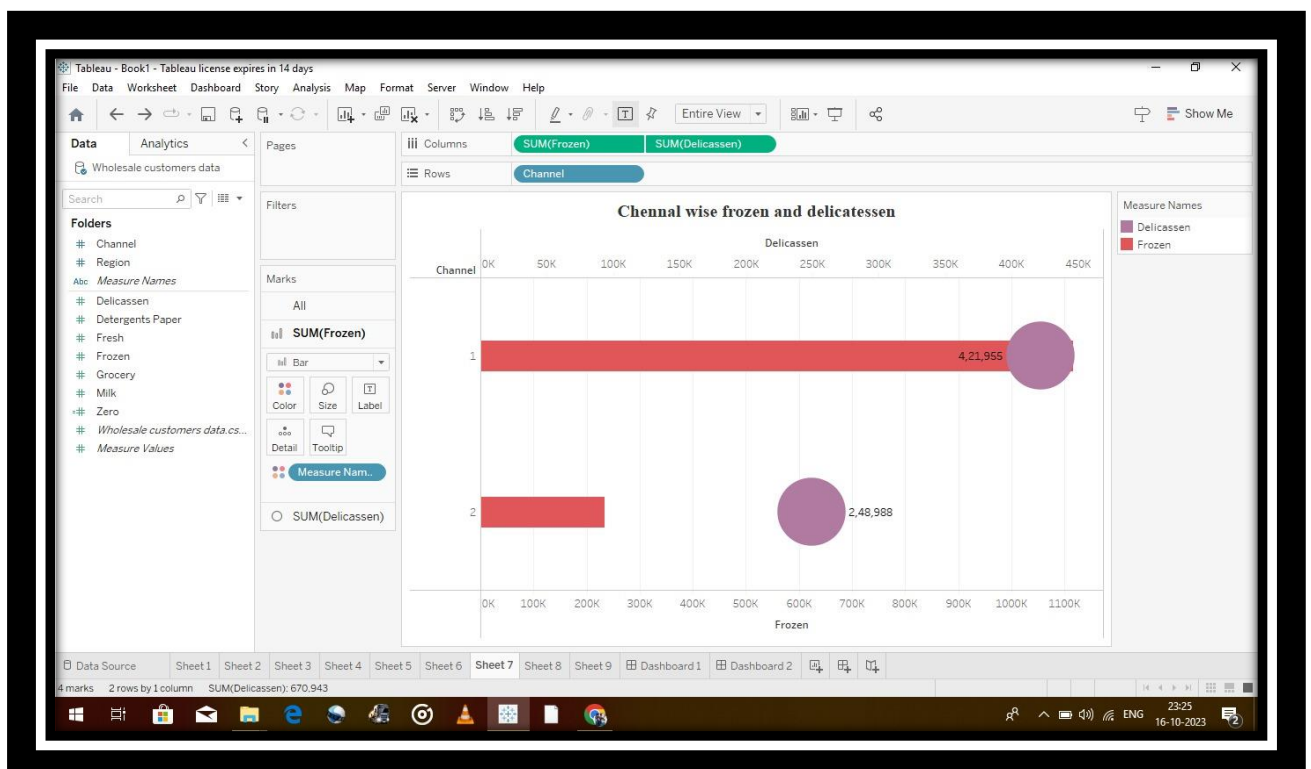 Tableau - Book1 - Tableau license expires in 14 days
File Data Worksheet Dashboard Story Analysis Map Format Server Window Help
Entire View
Show Me
Data Analytics
Wholesale customers data
Search
Folders
Channel
Region
Abc Measure Names
Delicassen
Detergents Paper
Fresh
Frozen
Grocery
Milk
Zero
Wholesale customers data.cs...
Measure Values
Pages
Filters
Marks
All
SUM(Frozen)
Bar
Color Size Label
Detail Tooltip
Measure Nam..
SUM(Delicassen)
Columns SUM(Frozen) SUM(Delicassen)
Rows Channel
Chennal wise frozen and delicatessen
Delicassen
Channel 0K 50K 100K 150K 200K 250K 300K 350K 400K 450K
1 4,21,955
2 2,48,988
0K 100K 200K 300K 400K 500K 600K 700K 800K 900K 1000K 1100K
Frozen
Measure Names
Delicassen
Frozen
Data Source Sheet 1 Sheet 2 Sheet 3 Sheet 4 Sheet 5 Sheet 6 Sheet 7 Sheet 8 Sheet 9 Dashboard 1 Dashboard 2
4 marks 2 rows by 1 column SUM(Delicassen): 670,943
ENG
23:25
16-10-2023
2